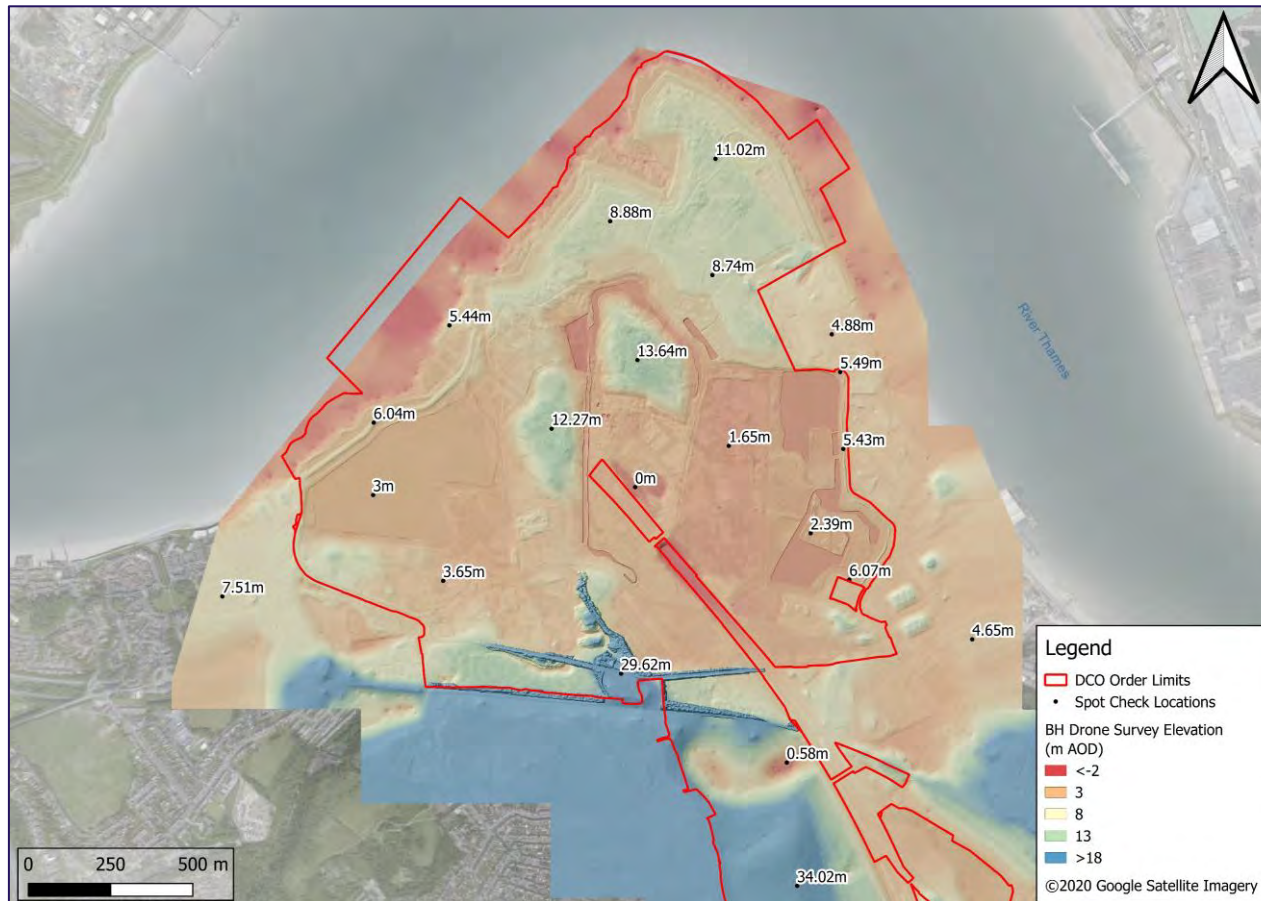 11.02m
8.88m
8.74m
5.44m
4.88m
13.64m
5.49m
6.04m
12.27m
1.65m
5.43m
0m
3m
2.39m
3.65m
6.07m
7.51m
4.65m
29.62m
0.58m
34.02m
River Thames
Legend
DCO Order Limits
Spot Check Locations
BH Drone Survey Elevation
(m AOD)
<-2
3
8
13
>18
©2020 Google Satellite Imagery
0 250 500 m